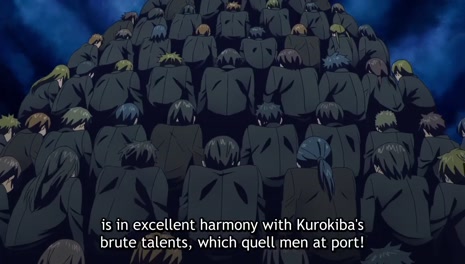 is in excellent harmony with Kurokiba's
brute talents, which quell men at port!